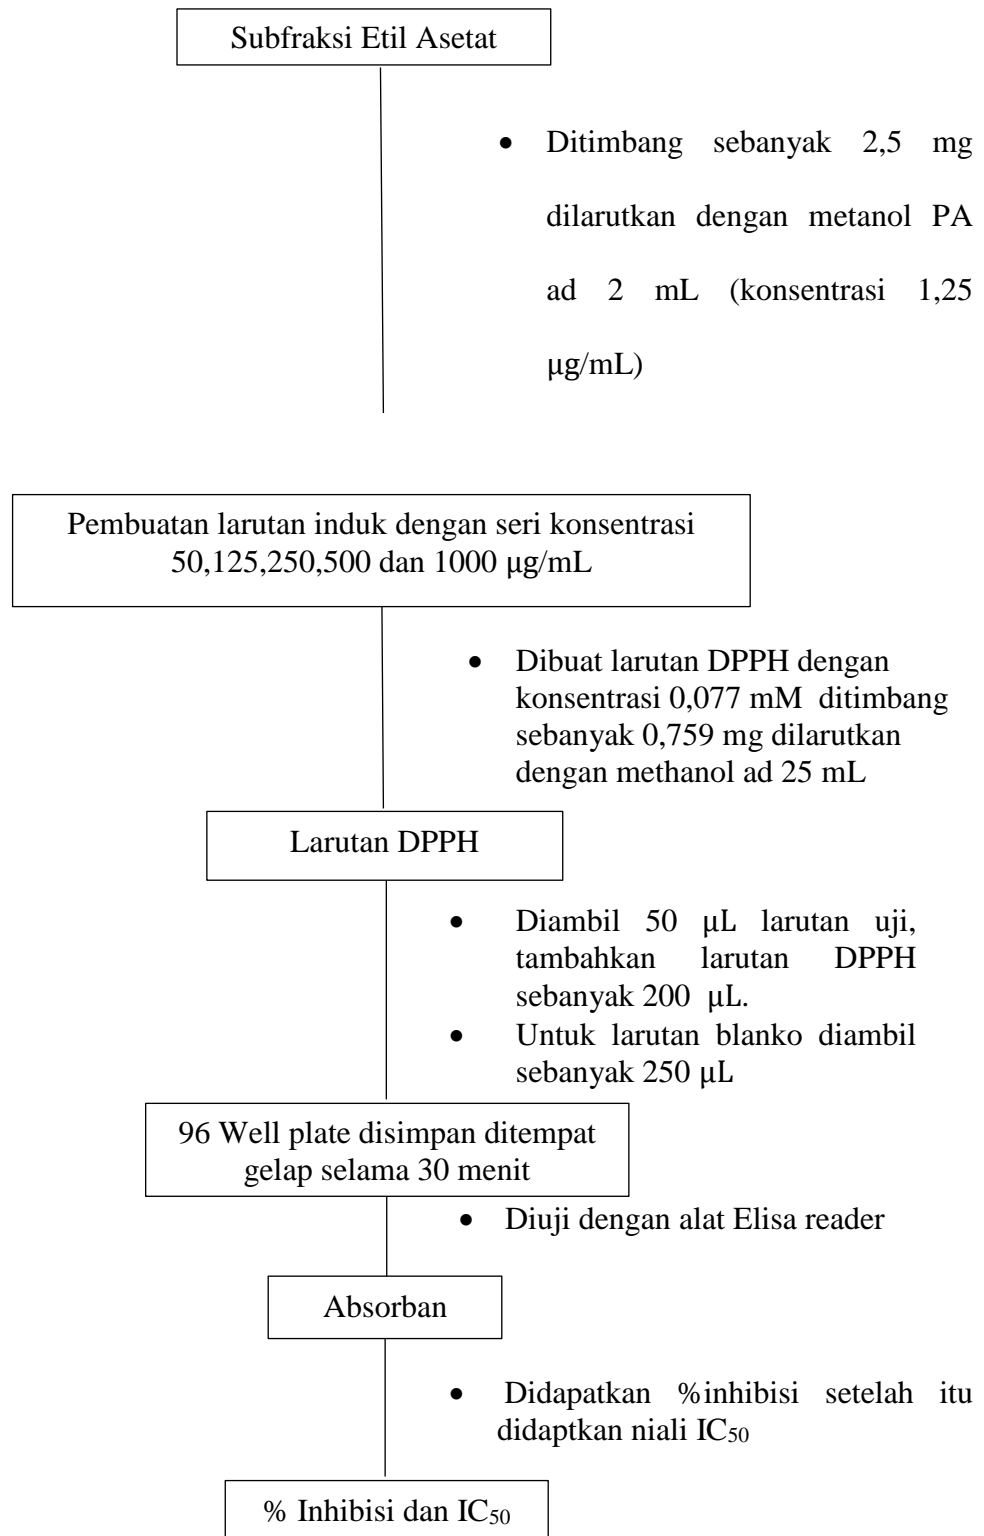 Subfraksi Etil Asetat
• Ditimbang sebanyak 2,5 mg
dilarutkan dengan metanol PA
ad 2 mL (konsentrasi 1,25
μg/mL)
Pembuatan larutan induk dengan seri konsentrasi
50,125,250,500 dan 1000 μg/mL
• Dibuat larutan DPPH dengan
konsentrasi 0,077 mM ditimbang
sebanyak 0,759 mg dilarutkan
dengan methanol ad 25 mL
Larutan DPPH
• Diambil 50 μL larutan uji,
tambahkan larutan DPPH
sebanyak 200 μL.
• Untuk larutan blanko diambil
sebanyak 250 μL
96 Well plate disimpan ditempat
gelap selama 30 menit
• Diuji dengan alat Elisa reader
Absorban
• Didapatkan %inhibisi setelah itu
didaptkan niali IC₅₀
% Inhibisi dan IC₅₀